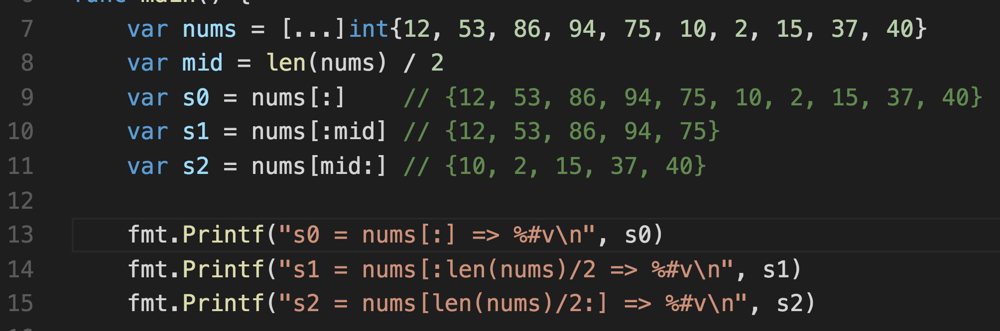 func main() {
7 var nums = [...]int{12, 53, 86, 94, 75, 10, 2, 15, 37, 40}
8 var mid = len(nums) / 2
9 var s0 = nums[:]     // {12, 53, 86, 94, 75, 10, 2, 15, 37, 40}
10 var s1 = nums[:mid] // {12, 53, 86, 94, 75}
11 var s2 = nums[mid:] // {10, 2, 15, 37, 40}
12
13 fmt.Printf("s0 = nums[:] => %#v\n", s0)
14 fmt.Printf("s1 = nums[:len(nums)/2 => %#v\n", s1)
15 fmt.Printf("s2 = nums[len(nums)/2:] => %#v\n", s2)